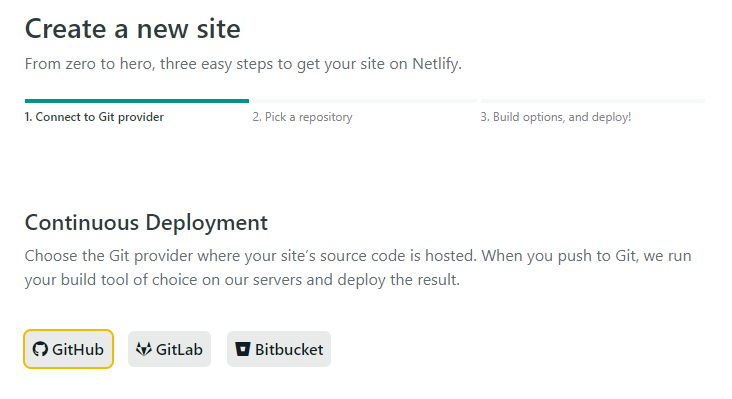 Create a new site
From zero to hero, three easy steps to get your site on Netlify.
1. Connect to Git provider
2. Pick a repository
3. Build options, and deploy!
Continuous Deployment
Choose the Git provider where your site’s source code is hosted. When you push to Git, we run
your build tool of choice on our servers and deploy the result.
GitHub
GitLab
Bitbucket